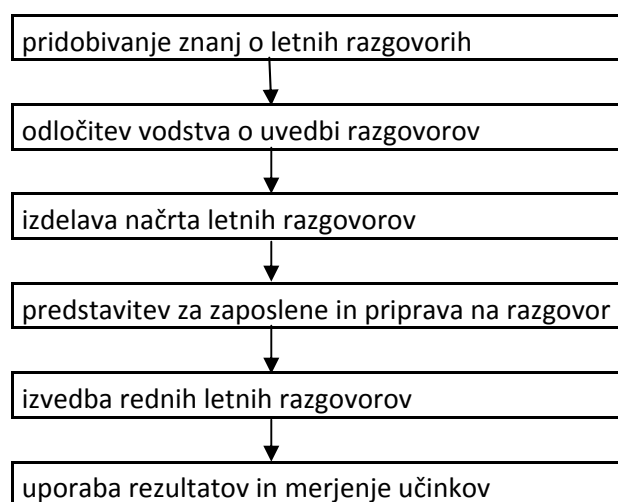 pridobivanje znanj o letnih razgovorih
odločitev vodstva o uvedbi razgovorov
izdelava načrta letnih razgovorov
predstavitev za zaposlene in priprava na razgovor
izvedba rednih letnih razgovorov
uporaba rezultatov in merjenje učinkov